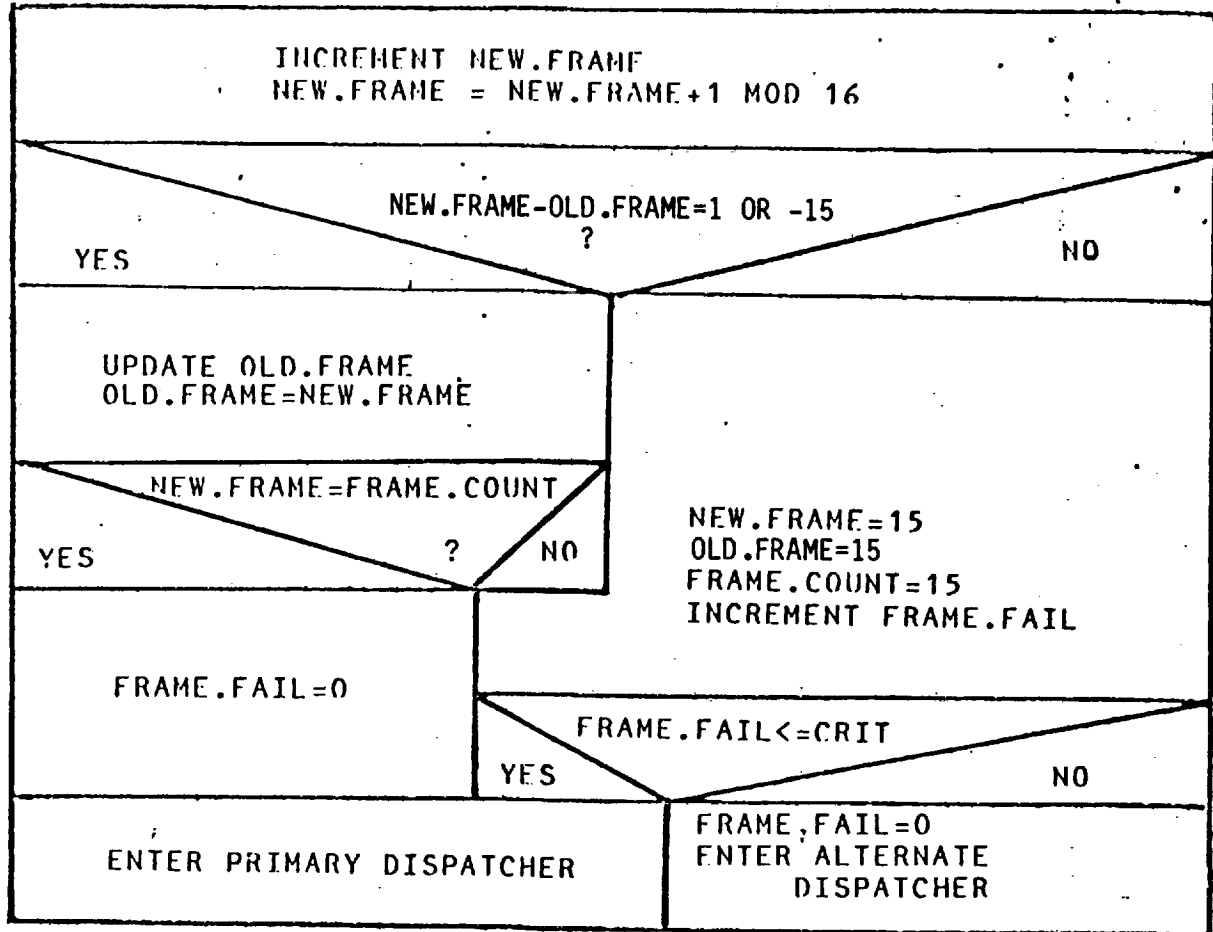 INCREMENT NEW.FRAME
NEW.FRAME = NEW.FRAME+1 MOD 16
NEW.FRAME-OLD.FRAME=1 OR -15
?
YES
NO
UPDATE OLD.FRAME
OLD.FRAME=NEW.FRAME
NEW.FRAME=FRAME.COUNT
YES
?
NO
NEW.FRAME=15
OLD.FRAME=15
FRAME.COUNT=15
INCREMENT FRAME.FAIL
FRAME.FAIL=0
FRAME.FAIL<=CRIT
YES
NO
ENTER PRIMARY DISPATCHER
FRAME.FAIL=0
ENTER ALTERNATE
DISPATCHER